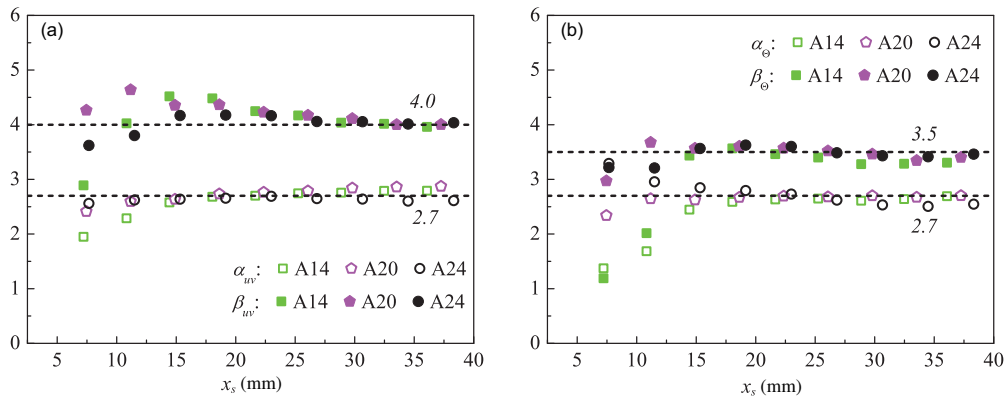 (a)
6
5
4
3
2
1
0
4.0
2.7
α_uv: A14 A20 A24
β_uv: A14 A20 A24
5 10 15 20 25 30 35 40
x_s (mm)
(b)
6
5
4
3
2
1
0
α_Θ: A14 A20 A24
β_Θ: A14 A20 A24
3.5
2.7
5 10 15 20 25 30 35 40
x_s (mm)